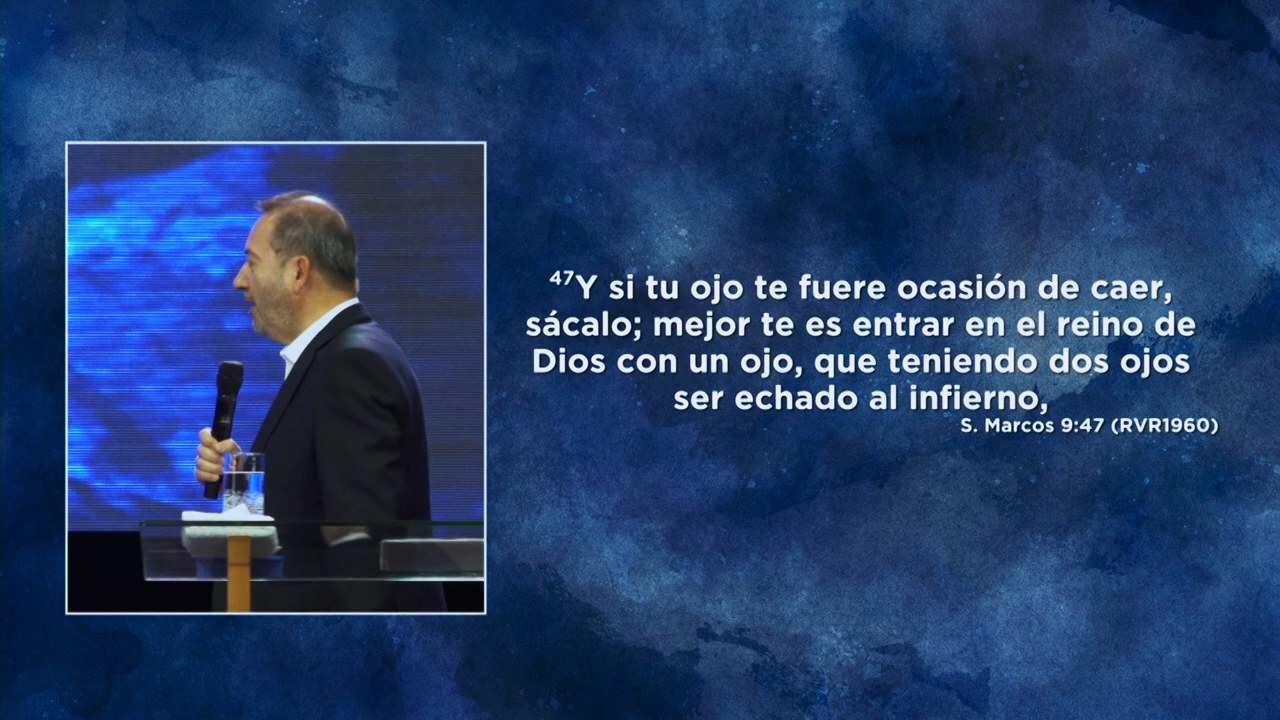 47Y si tu ojo te fuere ocasión de caer,
sácalo; mejor te es entrar en el reino de
Dios con un ojo, que teniendo dos ojos
ser echado al infierno,
S. Marcos 9:47 (RVR1960)